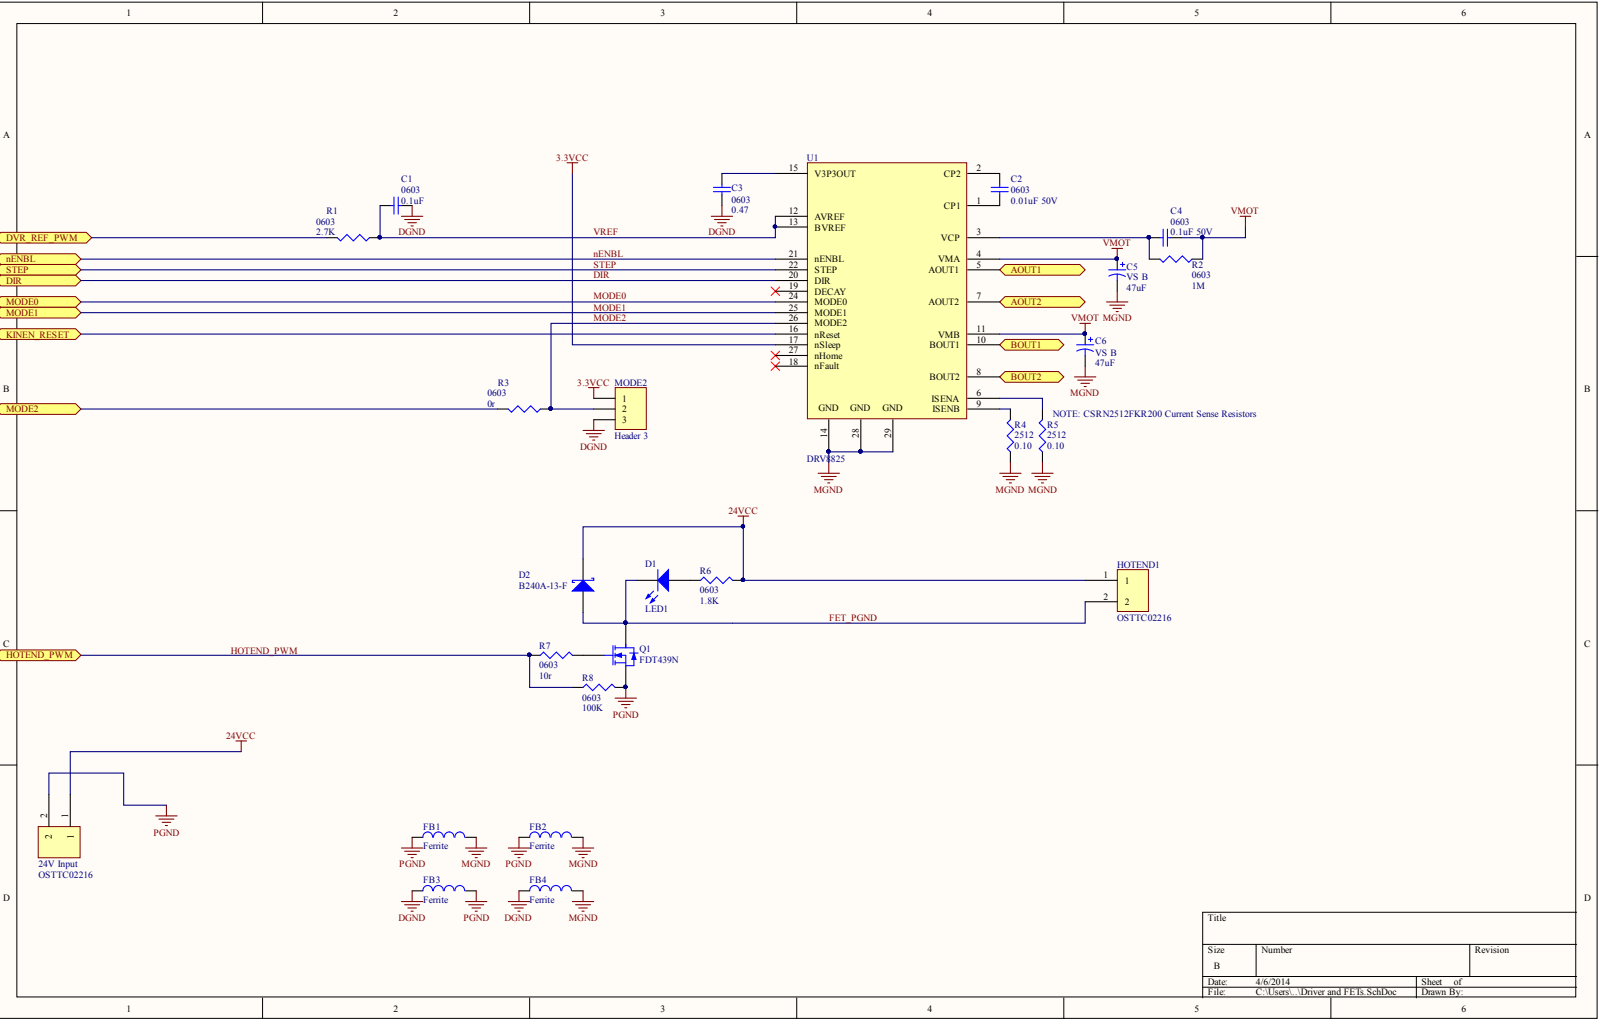 1
2
3
4
5
6
A
A
3.3VCC
U1
15
V3P3OUT
CP2
2
C1
0603
0.1uF
DGND
C3
0603
0.47
DGND
C2
0603
0.01uF 50V
CP1
1
R1
0603
2.7K
12
AVREF
13
BVREF
C4
0603
0.1uF 50V
VMOT
DVR_REF_PWM
VREF
VCP
3
VMOT
nENBL
nENBL
21
nENBL
VMA
4
STEP
STEP
22
STEP
AOUT1
5
AOUT1
C5
VS B
47uF
R2
0603
1M
DIR
DIR
20
DIR
19
DECAY
MODE0
MODE0
24
MODE0
AOUT2
7
AOUT2
MODE1
MODE1
25
MODE1
MODE2
26
MODE2
VMOT
MGND
KINEN_RESET
16
nReset
VMB
11
17
nSleep
BOUT1
10
BOUT1
C6
VS B
47uF
27
nHome
18
nFault
BOUT2
8
BOUT2
MGND
B
B
R3
0603
0r
3.3VCC
MODE2
1
2
3
Header 3
DGND
MODE2
ISENA
6
ISENB
9
GND
GND
GND
NOTE: CSRN2512FKR200 Current Sense Resistors
14
28
29
R4
2512
0.10
R5
2512
0.10
DRV8825
MGND
MGND
MGND
24VCC
D2
B240A-13-F
D1
LED1
R6
0603
1.8K
HOTEND1
1
1
2
2
OSTTC02216
FET_PGND
C
C
HOTEND_PWM
HOTEND_PWM
R7
0603
10r
Q1
FDT439N
R8
0603
100K
PGND
24VCC
PGND
2
1
2
1
24V Input
OSTTC02216
FB1
Ferrite
PGND
MGND
FB2
Ferrite
PGND
MGND
FB3
Ferrite
DGND
PGND
FB4
Ferrite
DGND
MGND
D
D
Title
Size
Number
Revision
B
Date:
4/6/2014
Sheet of
File:
C:\Users\..\Driver and FETs.SchDoc
Drawn By:
1
2
3
4
5
6